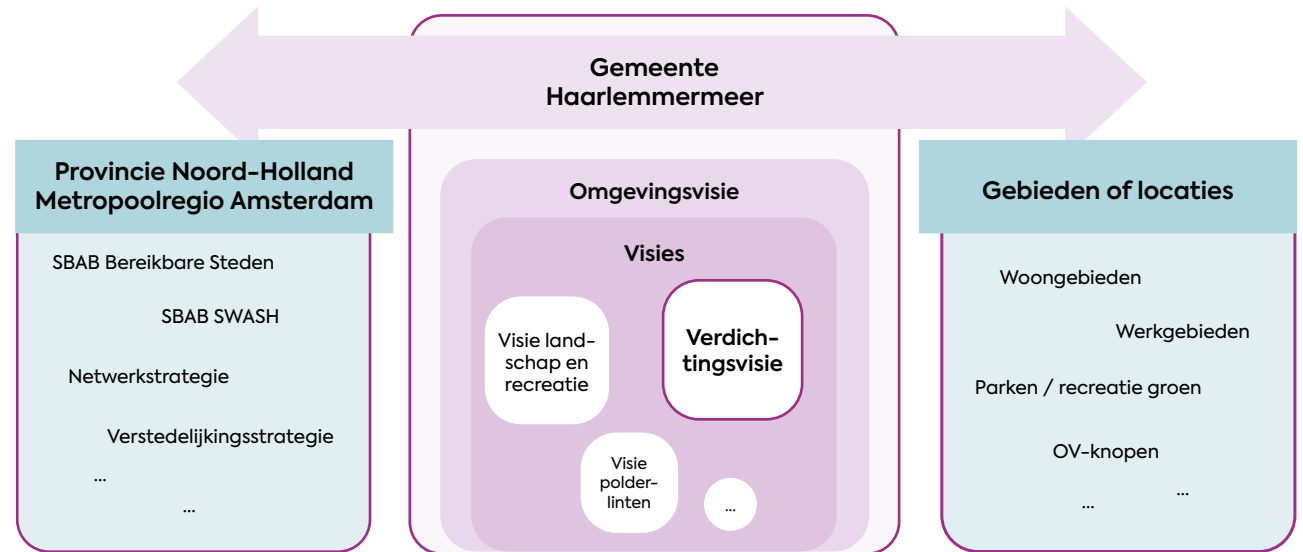 Gemeente
Haarlemmermeer
Provincie Noord-Holland
Metropoolregio Amsterdam
SBAB Bereikbare Steden
SBAB SWASH
Netwerkstrategie
Verstedelijkingsstrategie
...
...
Omgevingsvisie
Visies
Visie land-
schap en
recreatie
Verdich-
tingsvisie
Visie
polder-
linten
...
Gebieden of locaties
Woongebieden
Werkgebieden
Parken / recreatie groen
OV-knopen
...
...